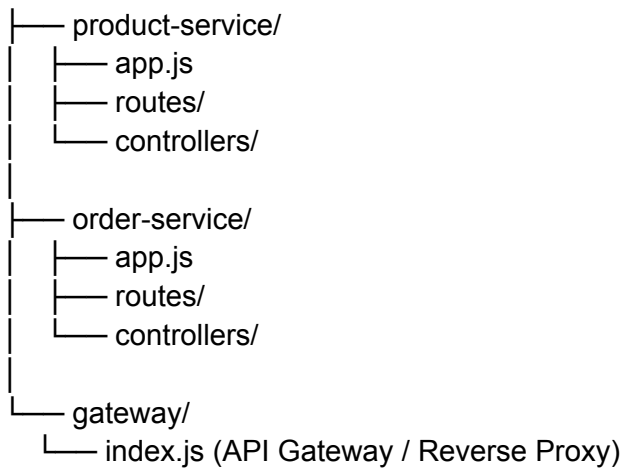 product-service/
app.js
routes/
controllers/
order-service/
app.js
routes/
controllers/
gateway/
index.js (API Gateway / Reverse Proxy)